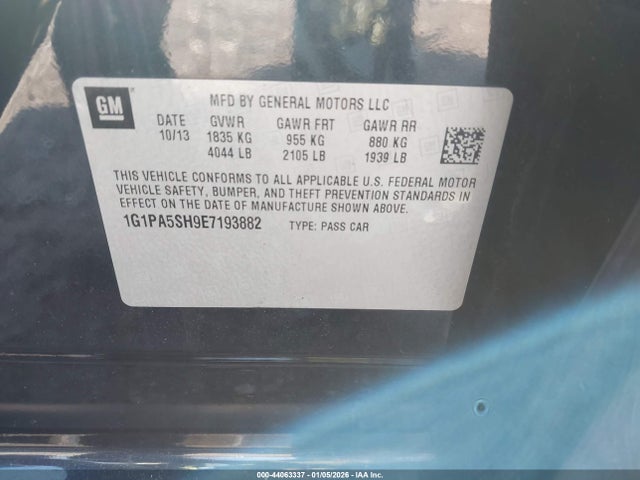 GM
MFD BY GENERAL MOTORS LLC
DATE GVWR GAWR FRT GAWR RR
10/13 1835 KG 955 KG 880 KG
4044 LB 2105 LB 1939 LB
THIS VEHICLE CONFORMS TO ALL APPLICABLE U.S. FEDERAL MOTOR
VEHICLE SAFETY, BUMPER, AND THEFT PREVENTION STANDARDS IN
EFFECT ON THE DATE OF MANUFACTURE SHOWN ABOVE.
1G1PA5SH9E7193882 TYPE: PASS CAR
000-44063337 - 01/05/2026 - IAA Inc.